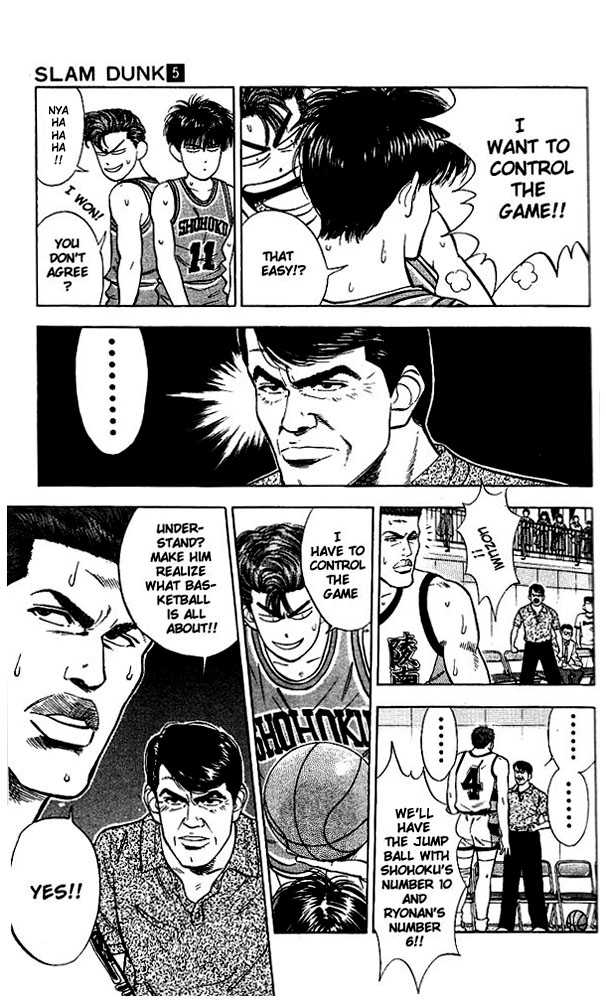 SLAM DUNK 5
I
WANT TO
CONTROL
THE
GAME!!
THAT
EASY!?
NYA
HA
HA
HA
!!
I WON!
YOU
DON'T
AGREE
?
SHOHOKU
11
........
UOZUMI
!!
陵
......
......
4
WE'LL
HAVE
THE JUMP
BALL WITH
SHOHOKU'S
NUMBER 10
AND
RYONAN'S
NUMBER
6!!
I
HAVE TO
CONTROL
THE
GAME
SHOHOKU
UNDER-
STAND?
MAKE HIM
REALIZE
WHAT BAS-
KETBALL
IS ALL
ABOUT!!
YES!!